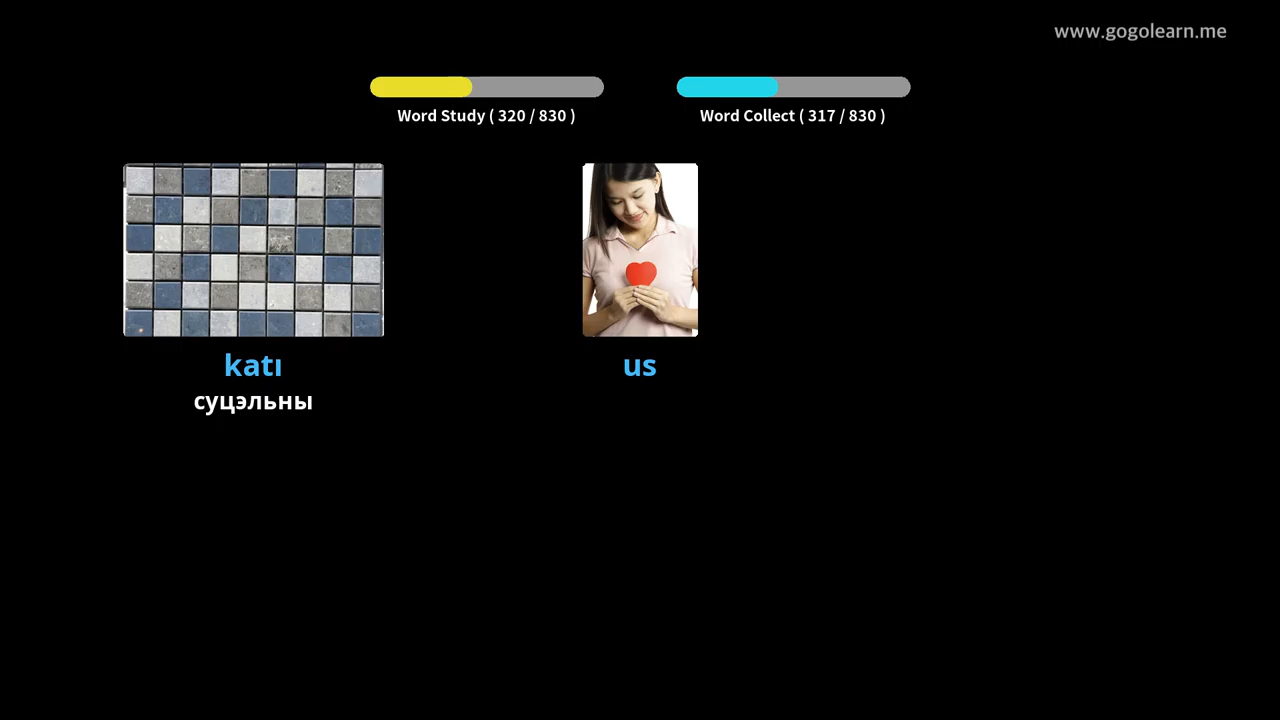 www.gogolearn.me
Word Study ( 320 / 830 )
Word Collect ( 317 / 830 )
katı
us
суцэльны